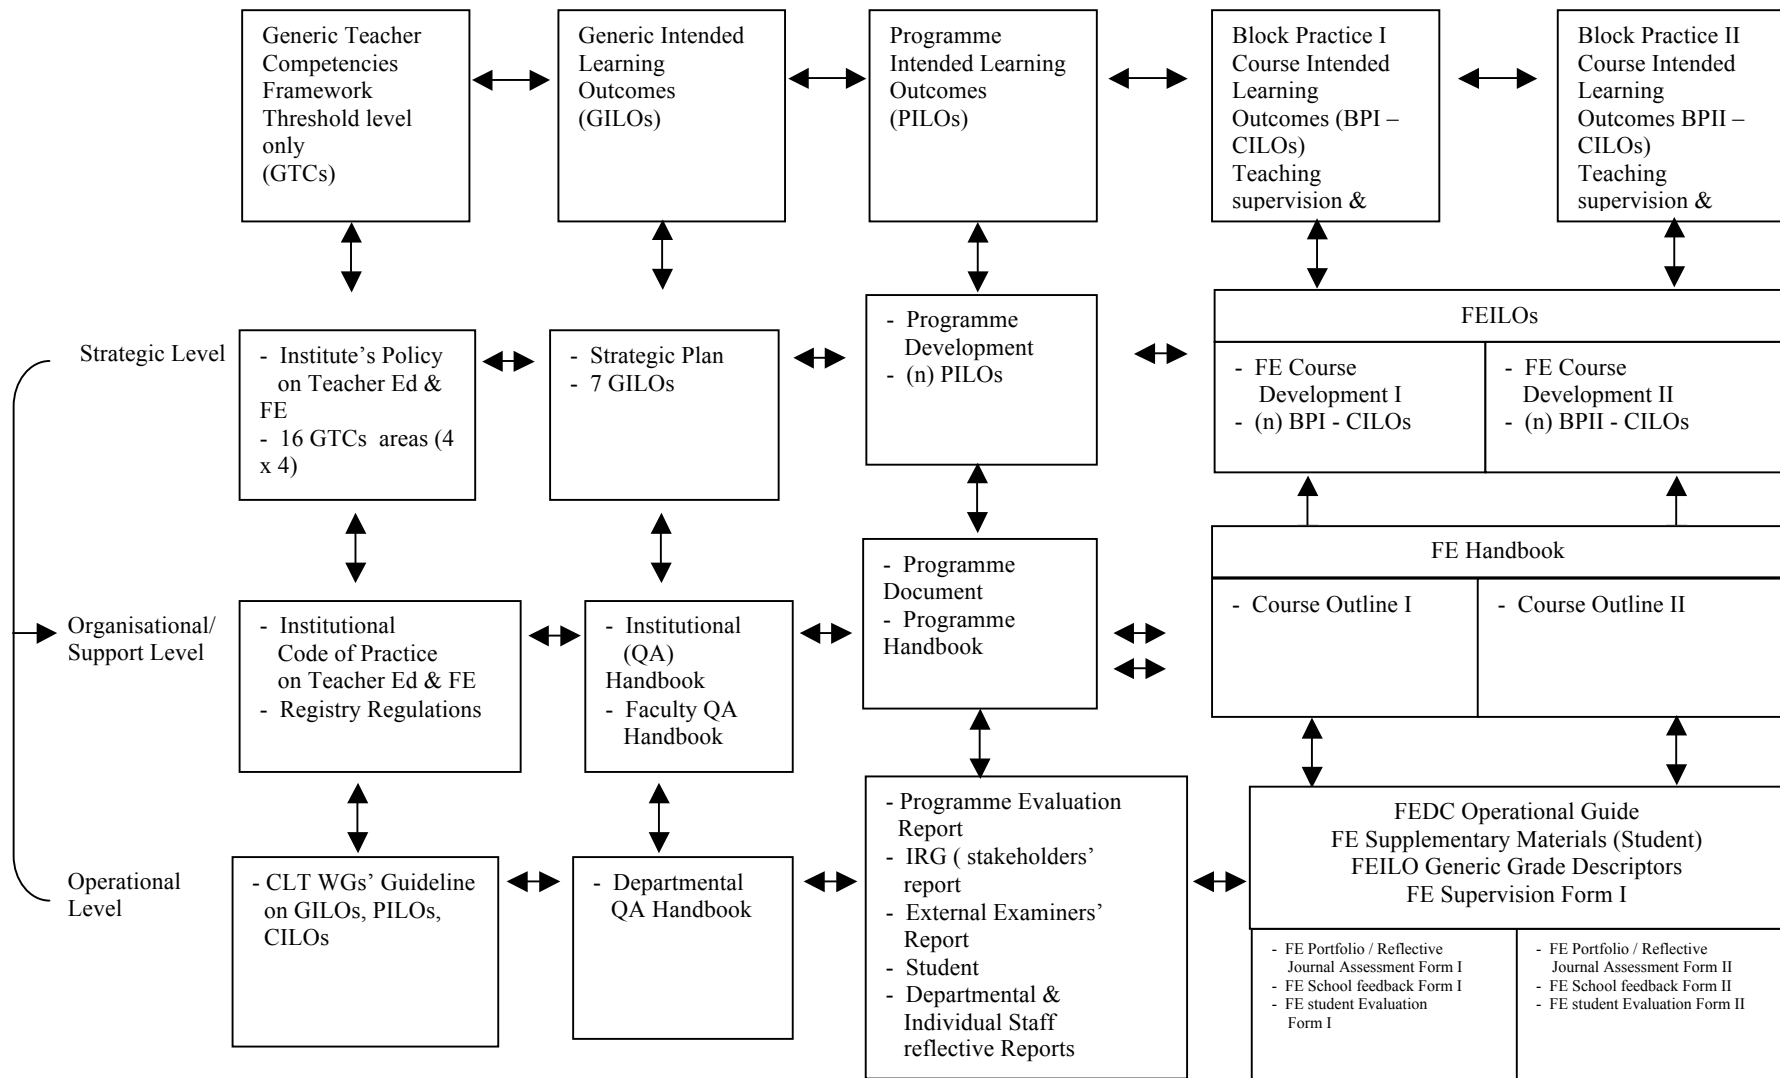 Generic Teacher
Competencies
Framework
Threshold level
only
(GTCs)
Generic Intended
Learning
Outcomes
(GILOs)
Programme
Intended Learning
Outcomes
(PILOs)
Block Practice I
Course Intended
Learning
Outcomes (BPI –
CILOs)
Teaching
supervision &
Block Practice II
Course Intended
Learning
Outcomes BPII –
CILOs)
Teaching
supervision &
Strategic Level
- Institute's Policy
on Teacher Ed &
FE
- 16 GTCs areas (4
x 4)
- Strategic Plan
- 7 GILOs
- Programme
Development
- (n) PILOs
FEILOs
- FE Course
Development I
- (n) BPI - CILOs
- FE Course
Development II
- (n) BPII - CILOs
Organisational/
Support Level
- Institutional
Code of Practice
on Teacher Ed & FE
- Registry Regulations
- Institutional
(QA)
Handbook
- Faculty QA
Handbook
- Programme
Document
- Programme
Handbook
FE Handbook
- Course Outline I
- Course Outline II
Operational
Level
- CLT WGs' Guideline
on GILOs, PILOs,
CILOs
- Departmental
QA Handbook
- Programme Evaluation
Report
- IRG ( stakeholders'
report
- External Examiners'
Report
- Student
- Departmental &
Individual Staff
reflective Reports
FEDC Operational Guide
FE Supplementary Materials (Student)
FEILO Generic Grade Descriptors
FE Supervision Form I
- FE Portfolio / Reflective
Journal Assessment Form I
- FE School feedback Form I
- FE student Evaluation
Form I
- FE Portfolio / Reflective
Journal Assessment Form II
- FE School feedback Form II
- FE student Evaluation Form II